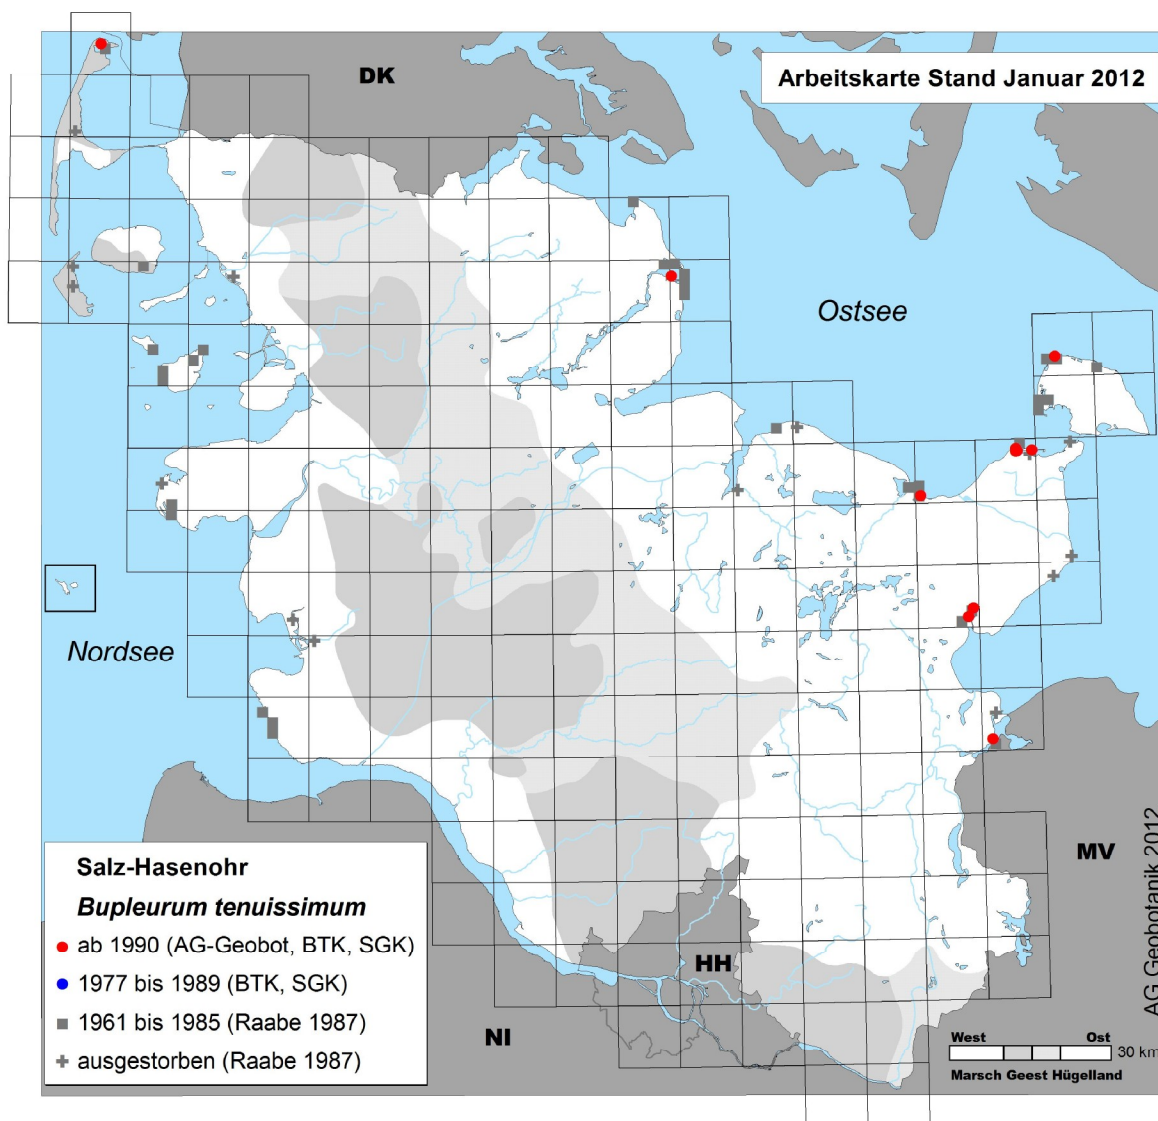 DK
Arbeitskarte Stand Januar 2012
Ostsee
Nordsee
MV
HH
NI
Salz-Hasenohr
Bupleurum tenuissimum
ab 1990 (AG-Geobot, BTK, SGK)
1977 bis 1989 (BTK, SGK)
1961 bis 1985 (Raabe 1987)
ausgestorben (Raabe 1987)
West Ost
30 km
Marsch Geest Hügelland
AG Geobotanik 2012